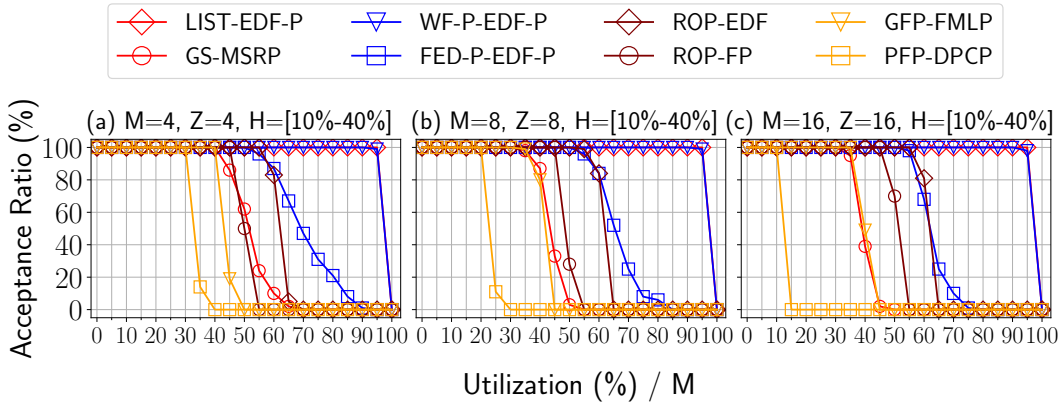 LIST-EDF-P WF-P-EDF-P ROP-EDF GFP-FMLP
GS-MSRP FED-P-EDF-P ROP-FP PFP-DPCP
(a) M=4, Z=4, H=[10%-40%] (b) M=8, Z=8, H=[10%-40%] (c) M=16, Z=16, H=[10%-40%]
Acceptance Ratio (%)
100
80
60
40
20
0
0 10 20 30 40 50 60 70 80 90 100
0 10 20 30 40 50 60 70 80 90 100
0 10 20 30 40 50 60 70 80 90 100
Utilization (%) / M